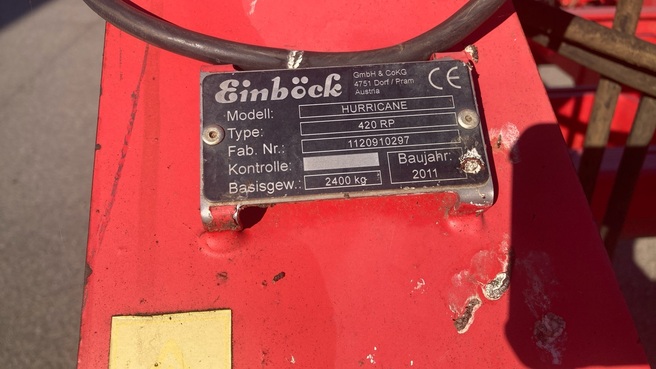 Einböck
GmbH & CoKG
4751 Dorf / Pram
Austria
CE
Modell: HURRICANE
Type: 420 RP
Fab. Nr.: 1120910297
Kontrolle:
Basisgew.: 2400 kg
Baujahr:
2011